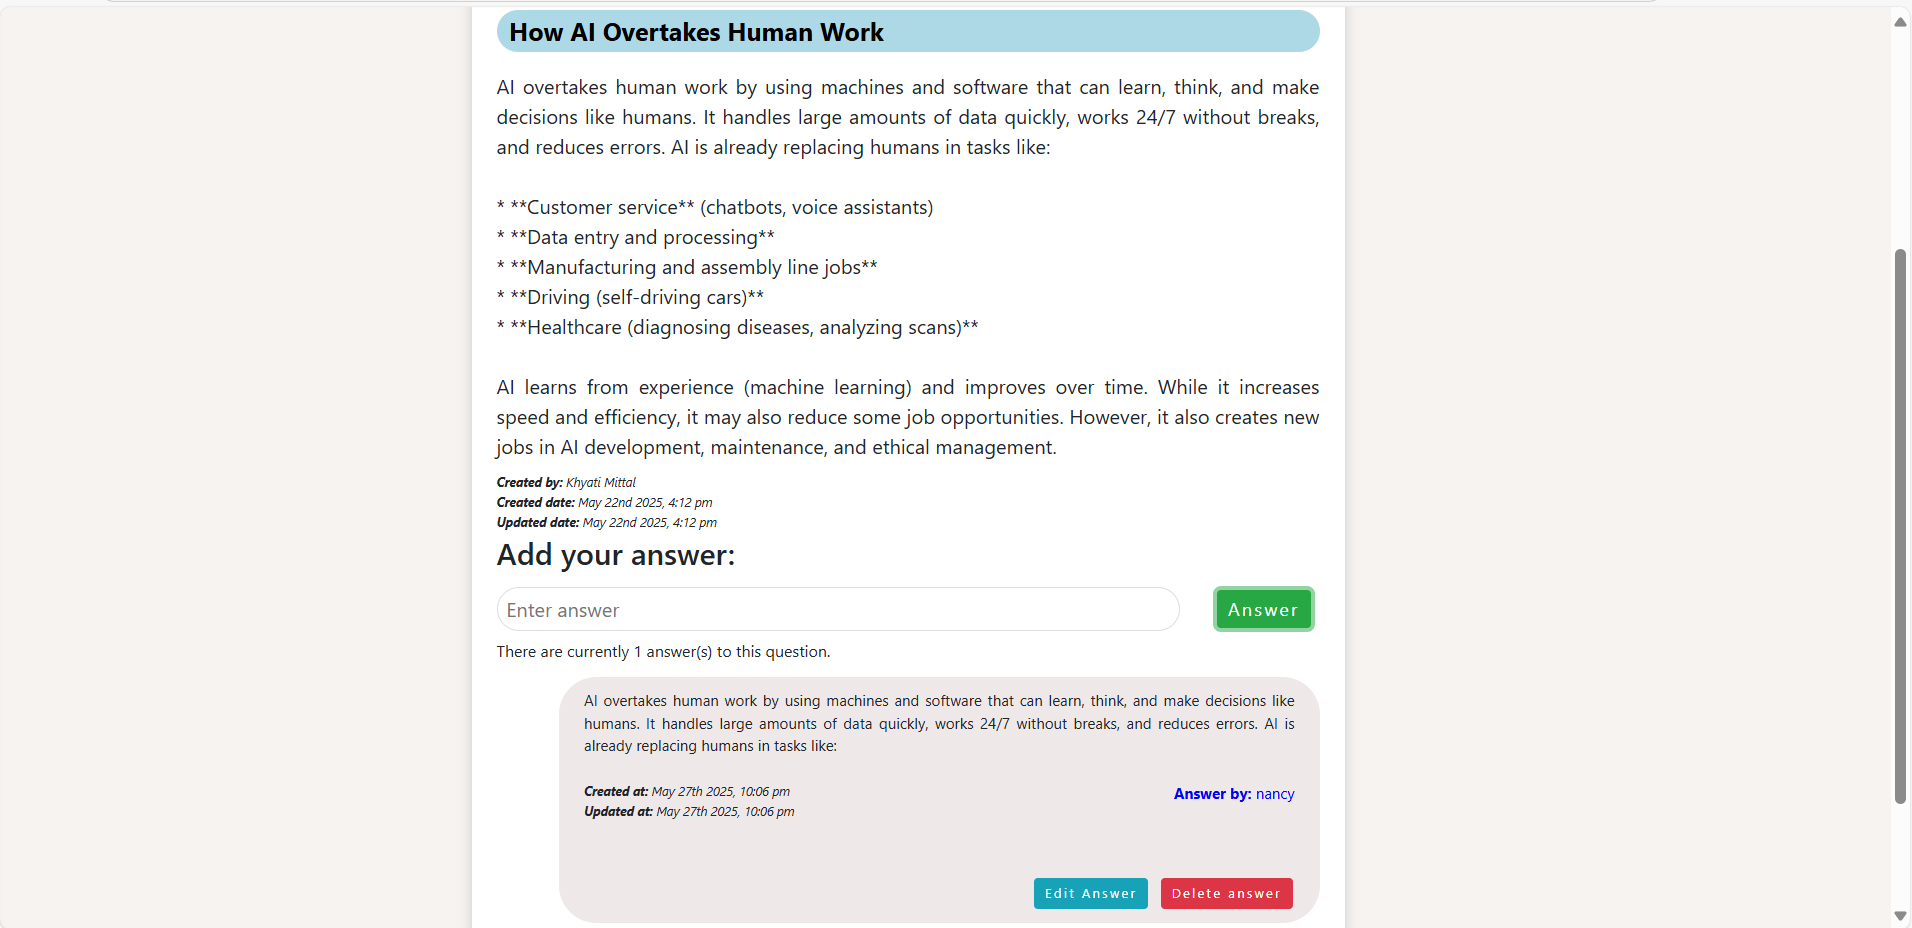 How AI Overtakes Human Work
AI overtakes human work by using machines and software that can learn, think, and make
decisions like humans. It handles large amounts of data quickly, works 24/7 without breaks,
and reduces errors. AI is already replacing humans in tasks like:
* **Customer service** (chatbots, voice assistants)
* **Data entry and processing**
* **Manufacturing and assembly line jobs**
* **Driving (self-driving cars)**
* **Healthcare (diagnosing diseases, analyzing scans)**
AI learns from experience (machine learning) and improves over time. While it increases
speed and efficiency, it may also reduce some job opportunities. However, it also creates new
jobs in AI development, maintenance, and ethical management.
Created by: Khyati Mittal
Created date: May 22nd 2025, 4:12 pm
Updated date: May 22nd 2025, 4:12 pm
Add your answer:
Enter answer
Answer
There are currently 1 answer(s) to this question.
AI overtakes human work by using machines and software that can learn, think, and make decisions like
humans. It handles large amounts of data quickly, works 24/7 without breaks, and reduces errors. AI is
already replacing humans in tasks like:
Created at: May 27th 2025, 10:06 pm
Answer by: nancy
Updated at: May 27th 2025, 10:06 pm
Edit Answer
Delete answer